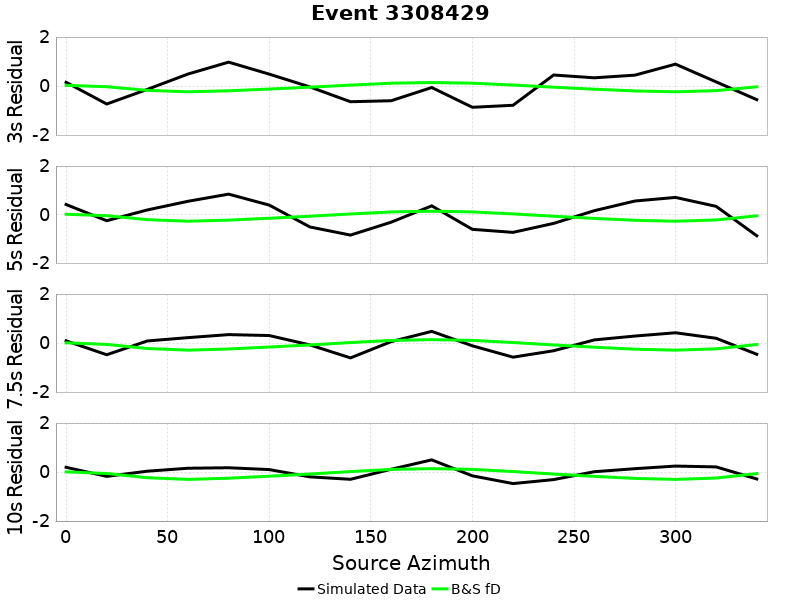 Event 3308429
3s Residual
2
0
-2
5s Residual
2
0
-2
7.5s Residual
2
0
-2
10s Residual
2
0
-2
0 50 100 150 200 250 300
Source Azimuth
Simulated Data B&S fD